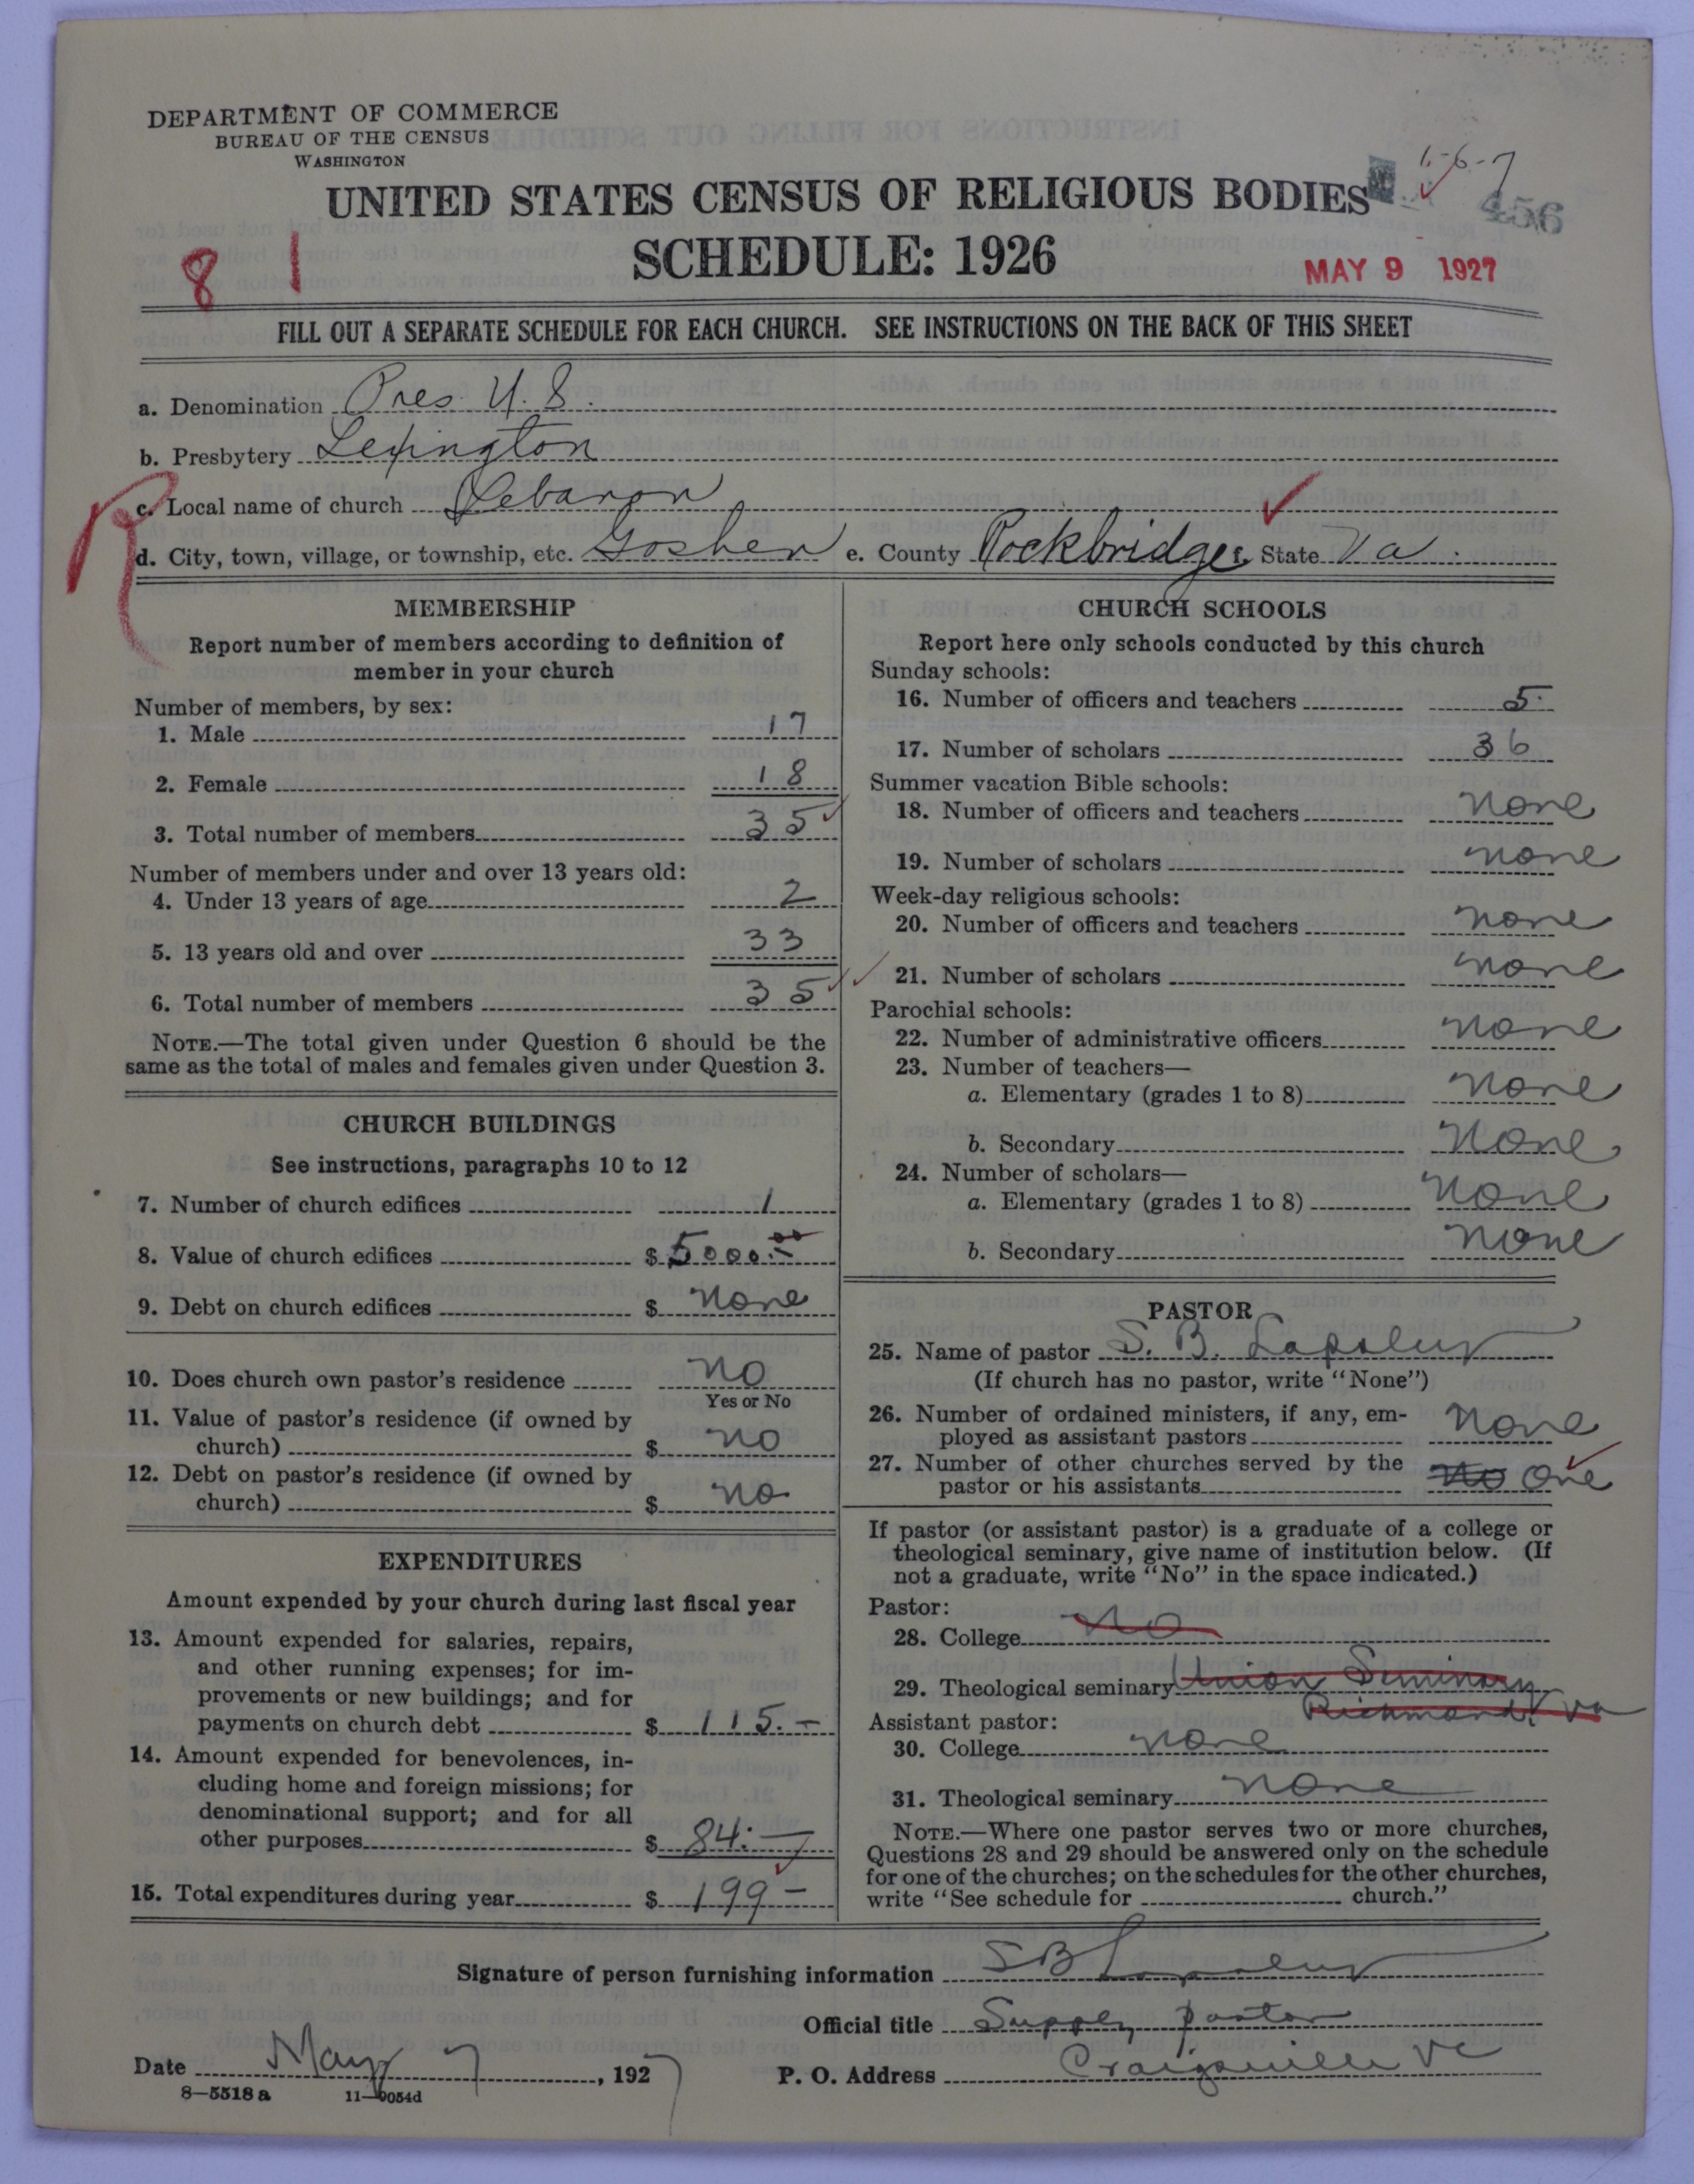 DEPARTMENT OF COMMERCE
BUREAU OF THE CENSUS
WASHINGTON
UNITED STATES CENSUS OF RELIGIOUS BODIES
SCHEDULE: 1926
456
8 1
MAY 9 1927
FILL OUT A SEPARATE SCHEDULE FOR EACH CHURCH. SEE INSTRUCTIONS ON THE BACK OF THIS SHEET
a. Denomination Pres. U. S.
b. Presbytery Lexington
R
c. Local name of church Lebanon
d. City, town, village, or township, etc. Goshen e. County Rockbridge f. State Va.
MEMBERSHIP
Report number of members according to definition of
member in your church
Number of members, by sex:
1. Male 17
2. Female 18
3. Total number of members 35
Number of members under and over 13 years old:
4. Under 13 years of age 2
5. 13 years old and over 33
6. Total number of members 35
NOTE.—The total given under Question 6 should be the
same as the total of males and females given under Question 3.
CHURCH BUILDINGS
See instructions, paragraphs 10 to 12
7. Number of church edifices 1
8. Value of church edifices $ 5000.00
9. Debt on church edifices $ none
10. Does church own pastor's residence no
Yes or No
11. Value of pastor's residence (if owned by
church) $ no
12. Debt on pastor's residence (if owned by
church) $ no
EXPENDITURES
Amount expended by your church during last fiscal year
13. Amount expended for salaries, repairs,
and other running expenses; for im-
provements or new buildings; and for
payments on church debt $ 115.—
14. Amount expended for benevolences, in-
cluding home and foreign missions; for
denominational support; and for all
other purposes $ 84.—
15. Total expenditures during year $ 199—
CHURCH SCHOOLS
Report here only schools conducted by this church
Sunday schools:
16. Number of officers and teachers 5
17. Number of scholars 36
Summer vacation Bible schools:
18. Number of officers and teachers none
19. Number of scholars none
Week-day religious schools:
20. Number of officers and teachers none
21. Number of scholars none
Parochial schools:
22. Number of administrative officers none
23. Number of teachers—
a. Elementary (grades 1 to 8) none
b. Secondary none
24. Number of scholars—
a. Elementary (grades 1 to 8) none
b. Secondary none
PASTOR
25. Name of pastor S. B. Lapsley
(If church has no pastor, write "None")
26. Number of ordained ministers, if any, em-
ployed as assistant pastors none
27. Number of other churches served by the
pastor or his assistants no One
If pastor (or assistant pastor) is a graduate of a college or
theological seminary, give name of institution below. (If
not a graduate, write "No" in the space indicated.)
Pastor:
28. College no
29. Theological seminary Union Seminary
Richmond, Va
Assistant pastor:
30. College none
31. Theological seminary none
NOTE.—Where one pastor serves two or more churches,
Questions 28 and 29 should be answered only on the schedule
for one of the churches; on the schedules for the other churches,
write "See schedule for church."
Signature of person furnishing information S B Lapsley
Official title Supply pastor
Date May 7, 1927
P. O. Address Craigsville Va
8—5518 a 11—9054d